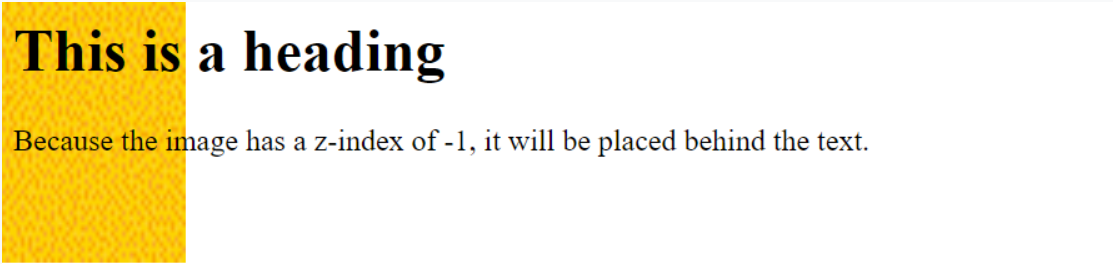 This is a heading
Because the image has a z-index of -1, it will be placed behind the text.